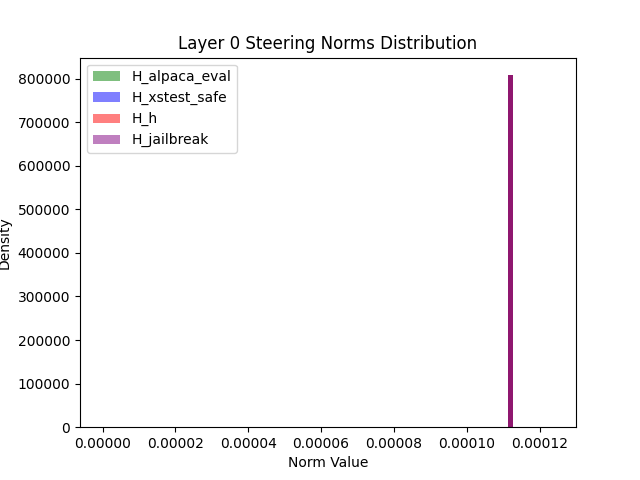 Layer 0 Steering Norms Distribution
H_alpaca_eval
H_xstest_safe
H_h
H_jailbreak
800000
700000
600000
500000
400000
300000
200000
100000
0
Density
0.00000 0.00002 0.00004 0.00006 0.00008 0.00010 0.00012
Norm Value